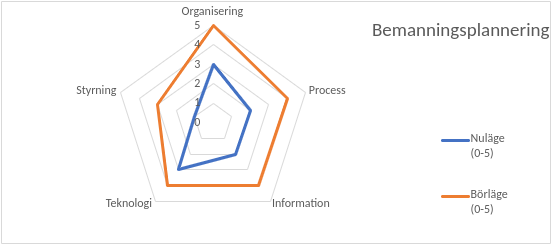 Bemanningsplannering
Organisering
5
4
3
2
1
0
Styrning
Process
Teknologi
Information
Nuläge
(0-5)
Börläge
(0-5)